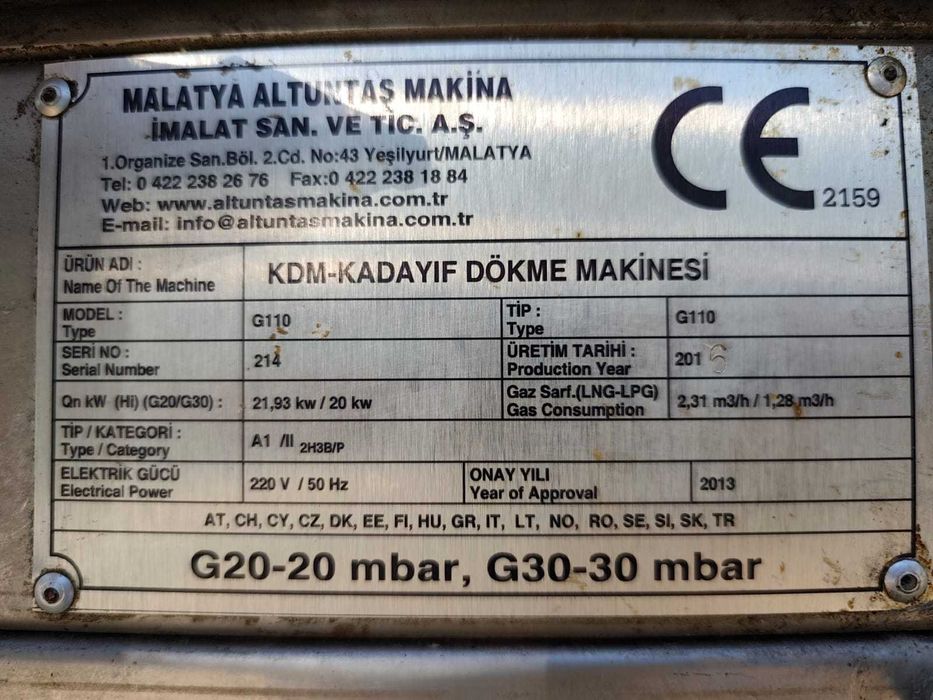 MALATYA ALTUNTAŞ MAKİNA
İMALAT SAN. VE TİC. A.Ş.
1.Organize San.Böl. 2.Cd. No:43 Yeşilyurt/MALATYA
Tel: 0 422 238 26 76 Fax:0 422 238 18 84
Web: www.altuntasmakina.com.tr
E-mail: info@altuntasmakina.com.tr
CE 2159
ÜRÜN ADI :
Name Of The Machine
KDM-KADAYIF DÖKME MAKİNESİ
MODEL :
Type
G110
TİP :
Type
G110
SERİ NO :
Serial Number
214
ÜRETİM TARİHİ :
Production Year
2016
Qn kW (Hi) (G20/G30) :
21,93 kw / 20 kw
Gaz Sarf.(LNG-LPG)
Gas Consumption
2,31 m3/h / 1,28 m3/h
TİP / KATEGORİ :
Type / Category
A1 /II 2H3B/P
ELEKTRİK GÜCÜ
Electrical Power
220 V / 50 Hz
ONAY YILI
Year of Approval
2013
AT, CH, CY, CZ, DK, EE, FI, HU, GR, IT, LT, NO, RO, SE, SI, SK, TR
G20-20 mbar, G30-30 mbar